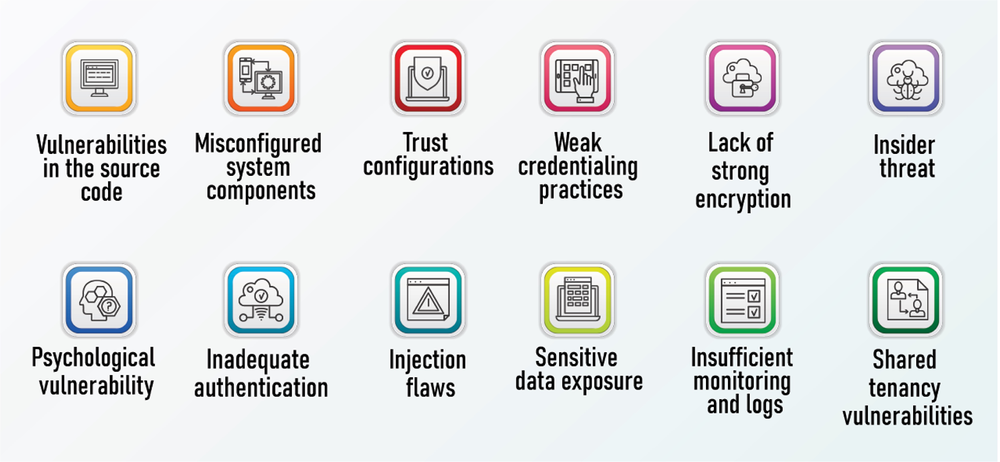 Vulnerabilities
in the source
code
Misconfigured
system
components
Trust
configurations
Weak
credentialing
practices
Lack of
strong
encryption
Insider
threat
Psychological
vulnerability
Inadequate
authentication
Injection
flaws
Sensitive
data exposure
Insufficient
monitoring
and logs
Shared
tenancy
vulnerabilities